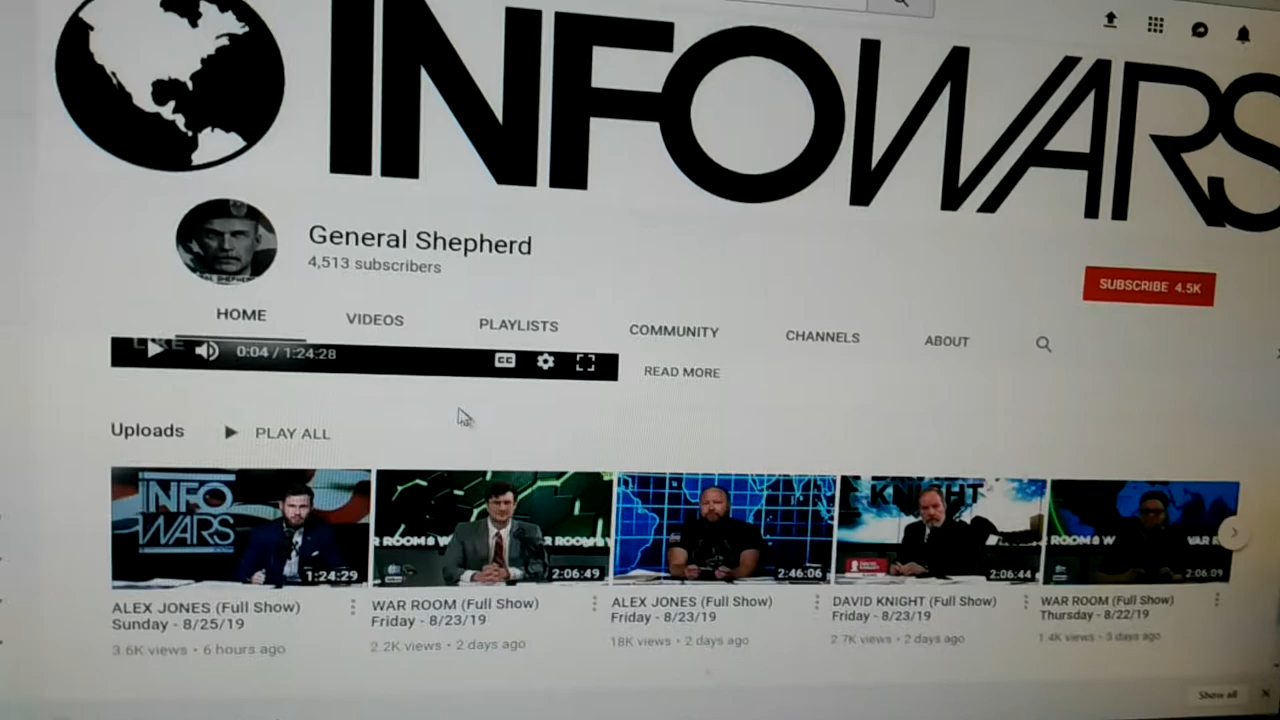 INFOWARS
General Shepherd
4,513 subscribers
SUBSCRIBE 4.5K
HOME VIDEOS PLAYLISTS COMMUNITY CHANNELS ABOUT
0:04 / 1:24:28
CC
READ MORE
Uploads PLAY ALL
INFO
WARS
1:24:29
ROOM
2:06:49
2:46:06
KNIGHT
2:06:44
ROOM
2:06:09
ALEX JONES (Full Show)
Sunday - 8/25/19
3.6K views • 6 hours ago
WAR ROOM (Full Show)
Friday - 8/23/19
2.2K views • 2 days ago
ALEX JONES (Full Show)
Friday - 8/23/19
18K views • 2 days ago
DAVID KNIGHT (Full Show)
Friday - 8/23/19
2.7K views • 2 days ago
WAR ROOM (Full Show)
Thursday - 8/22/19
1.4K views • 3 days ago
Show all